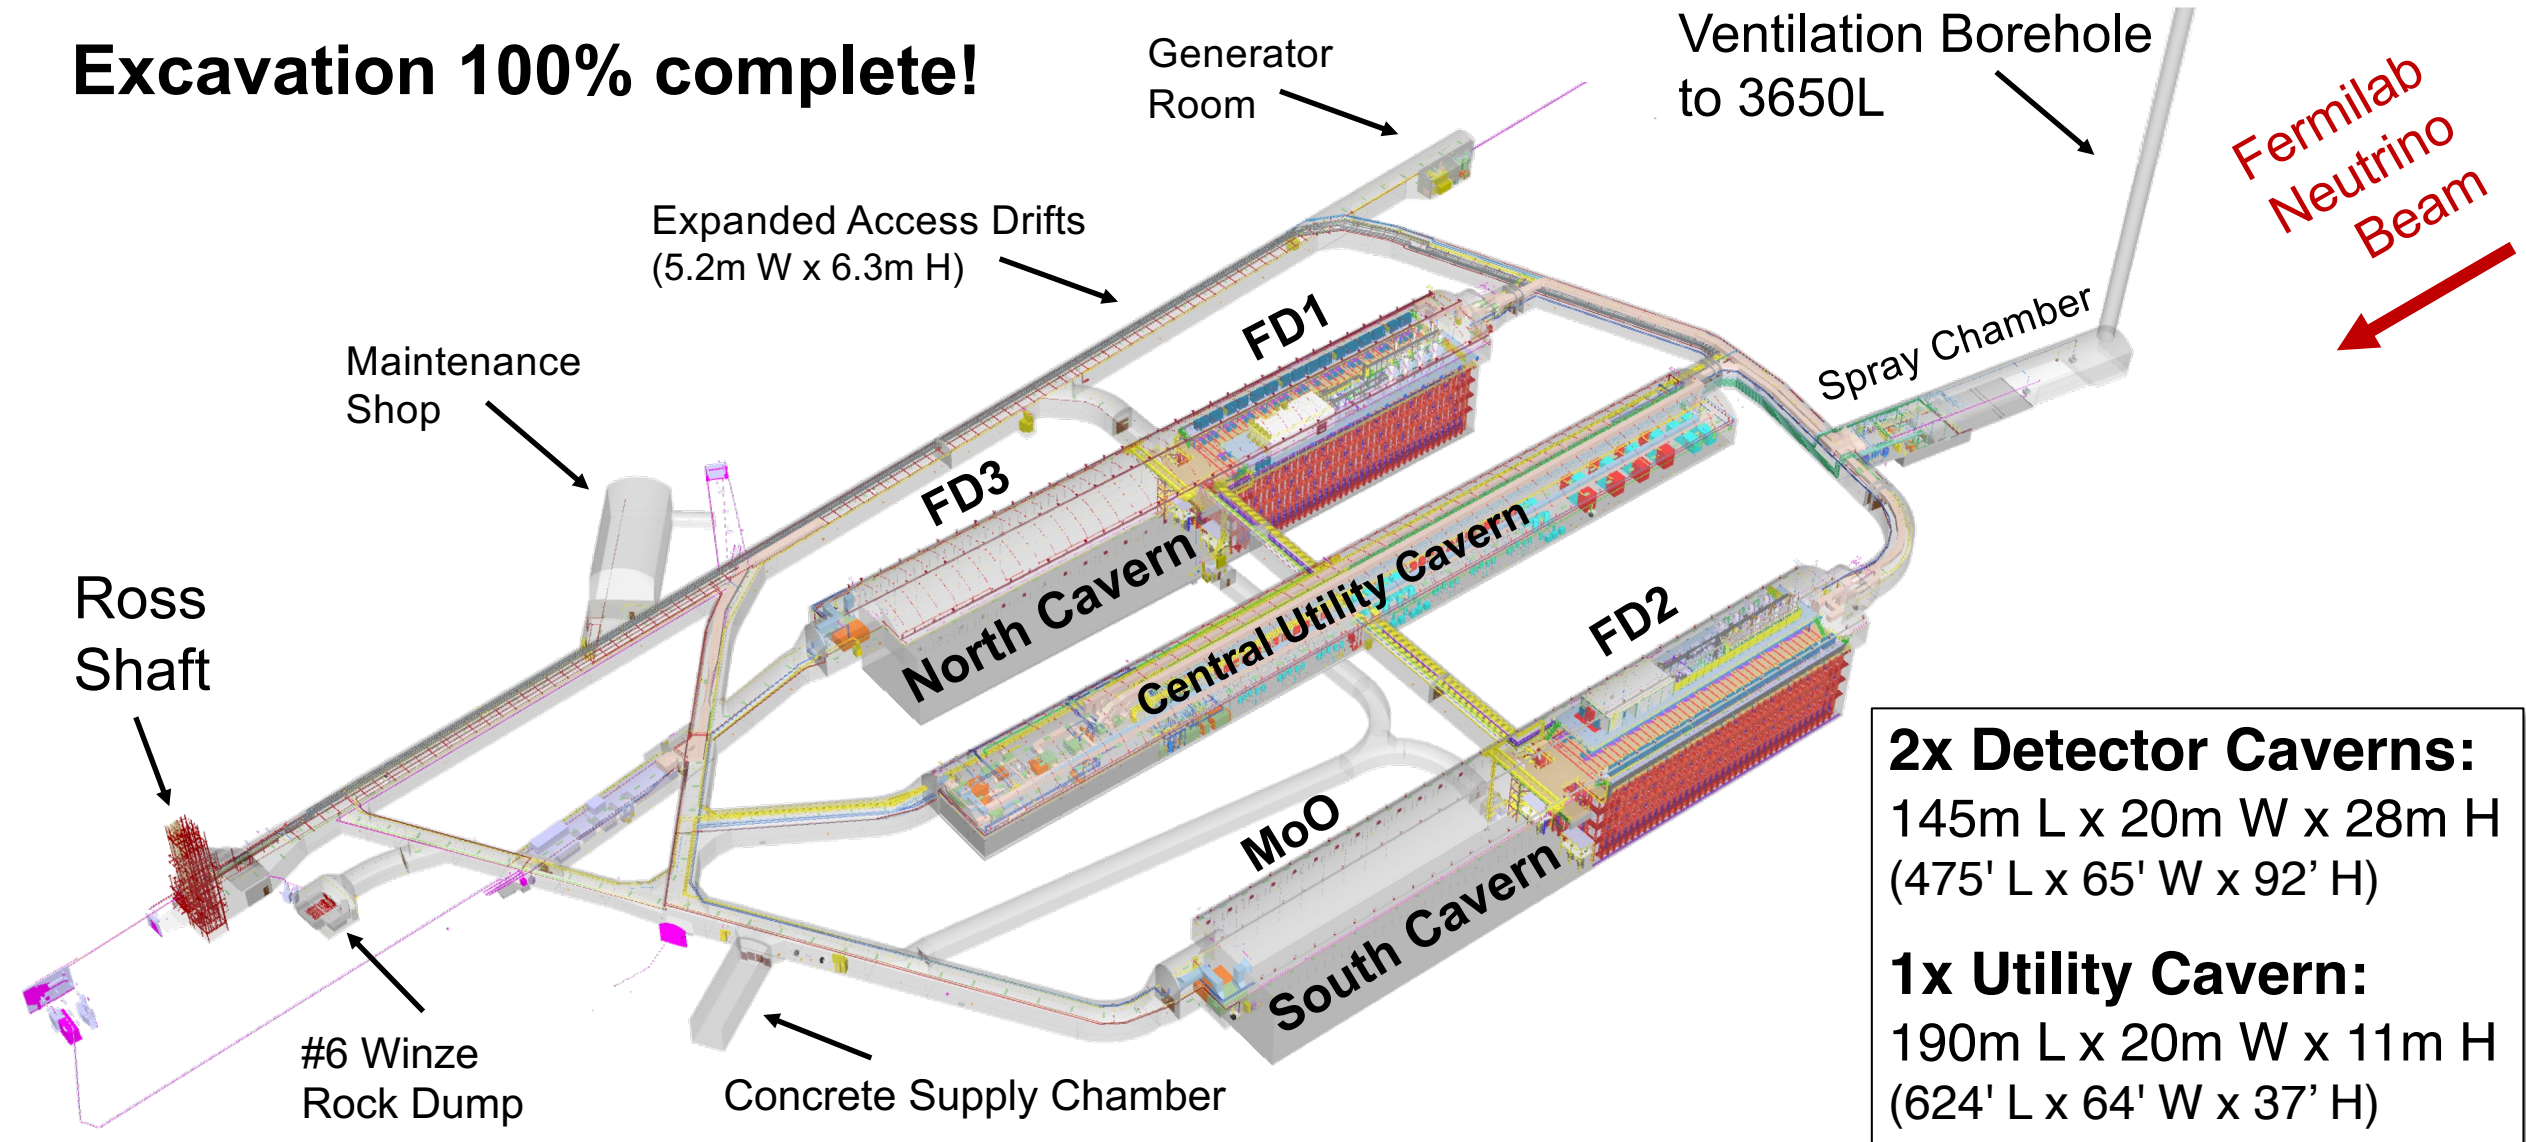 Excavation 100% complete!
Generator
Room
Ventilation Borehole
to 3650L
Fermilab
Neutrino
Beam
Expanded Access Drifts
(5.2m W x 6.3m H)
Spray Chamber
FD1
Maintenance
Shop
FD3
North Cavern
Central Utility Cavern
FD2
Ross
Shaft
MoO
South Cavern
#6 Winze
Rock Dump
Concrete Supply Chamber
2x Detector Caverns:
145m L x 20m W x 28m H
(475' L x 65' W x 92’ H)
1x Utility Cavern:
190m L x 20m W x 11m H
(624' L x 64' W x 37’ H)